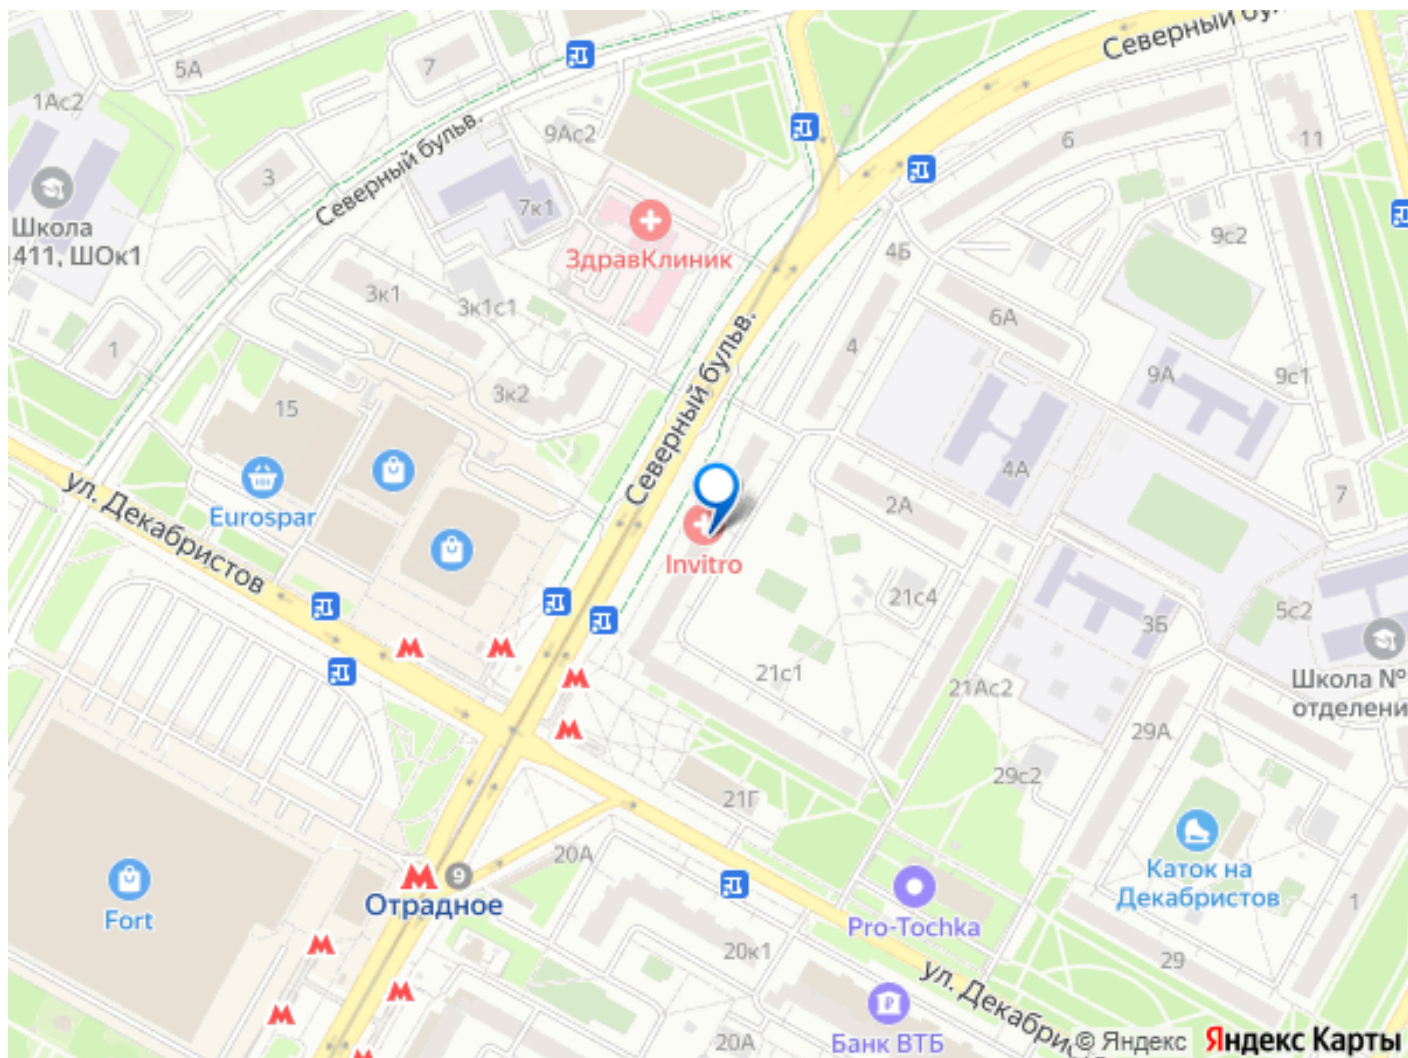 Северный бульв.
5А
7
1Ас2
9Ас2
6
11
Северный бульв.
3
7к1
Школа
1411, ШОк1
ЗдравКлиник
9с2
4Б
3к1
3к1с1
6А
1
4
Северный бульв.
9А
9с1
3к2
15
4А
7
2А
ул. Декабристов
Eurospar
Invitro
21с4
5с2
3Б
21с1
21Ас2
Школа №
отделени
29А
29с2
21Г
20А
9
Отрадное
Fort
Каток на
Декабристов
Pro-Tochka
1
20к1
29
ул. Декабрис
20А
Банк ВТБ
© Яндекс
Яндекс Карты